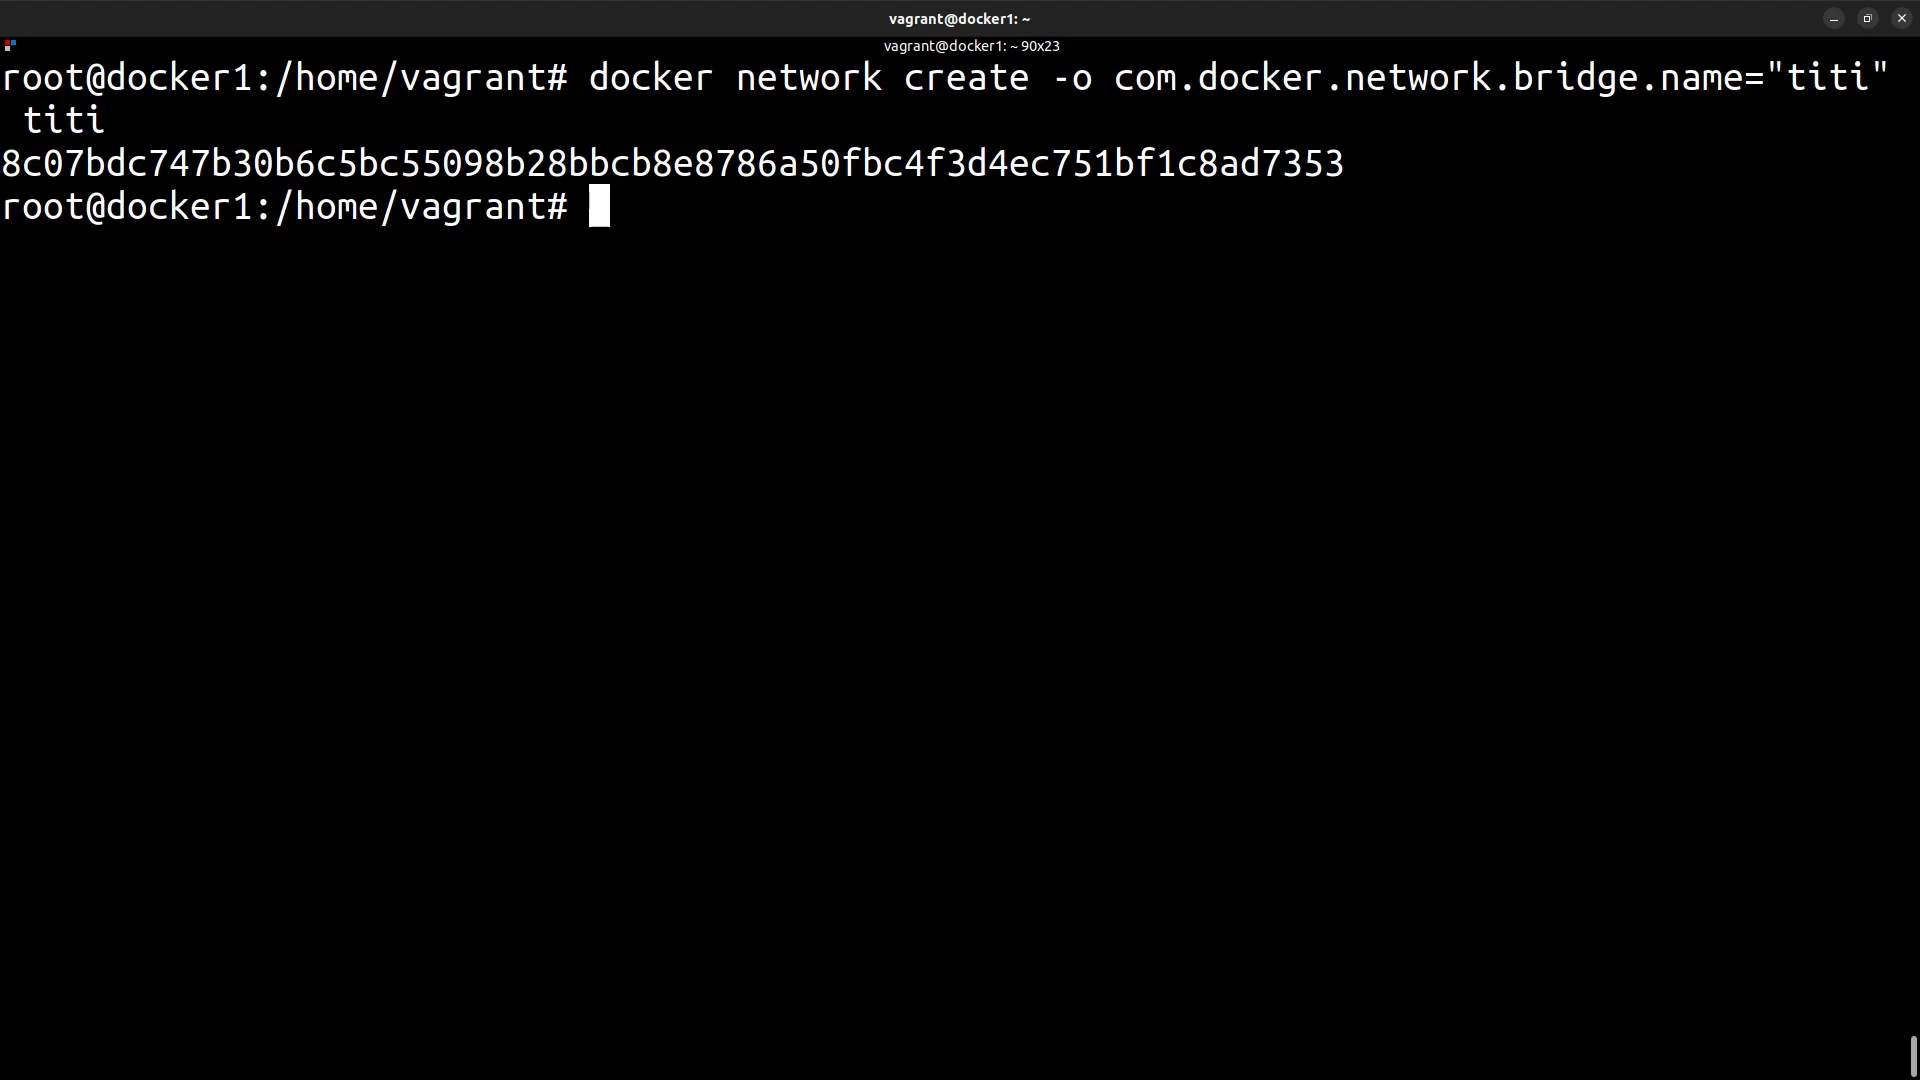 vagrant@docker1: ~
vagrant@docker1: ~ 90x23
root@docker1:/home/vagrant# docker network create -o com.docker.network.bridge.name="titi"
 titi
8c07bdc747b30b6c5bc55098b28bbcb8e8786a50fbc4f3d4ec751bf1c8ad7353
root@docker1:/home/vagrant#